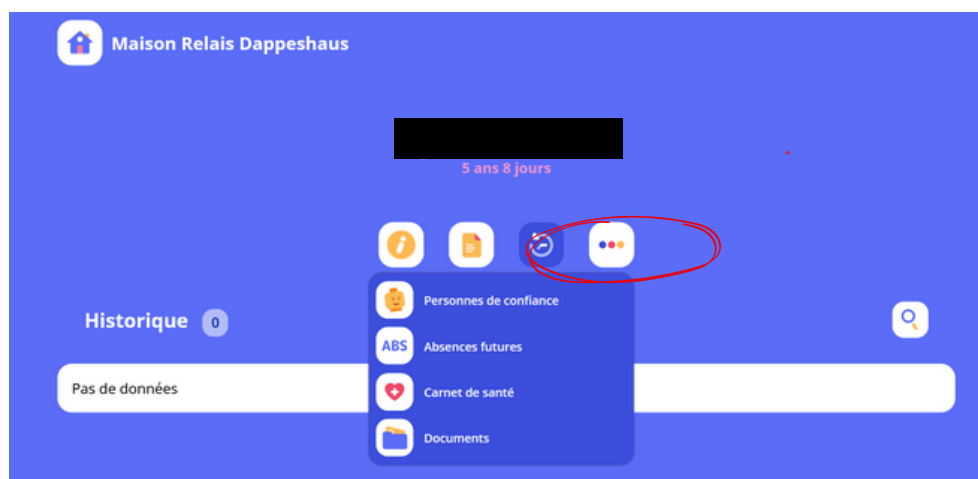 Maison Relais Dappeshaus
5 ans 8 jours
Personnes de confiance
Historique 0
ABS Absences futures
Pas de données
Carnet de santé
Documents